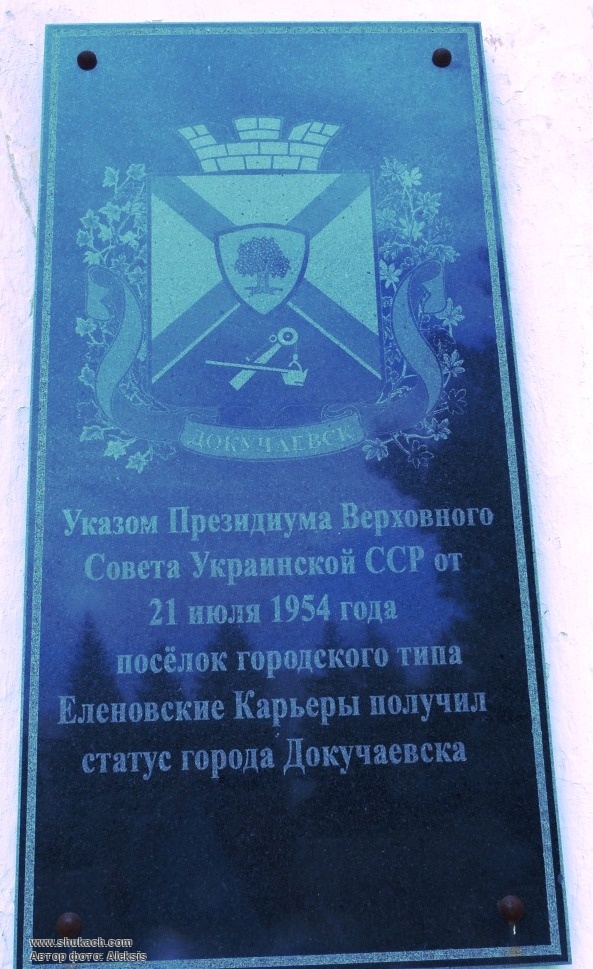 ДОКУЧАЕВСК
Указом Президиума Верховного
Совета Украинской ССР от
21 июля 1954 года
посёлок городского типа
Еленовские Карьеры получил
статус города Докучаевска
www.shukach.com
Автор фото: Aleksis